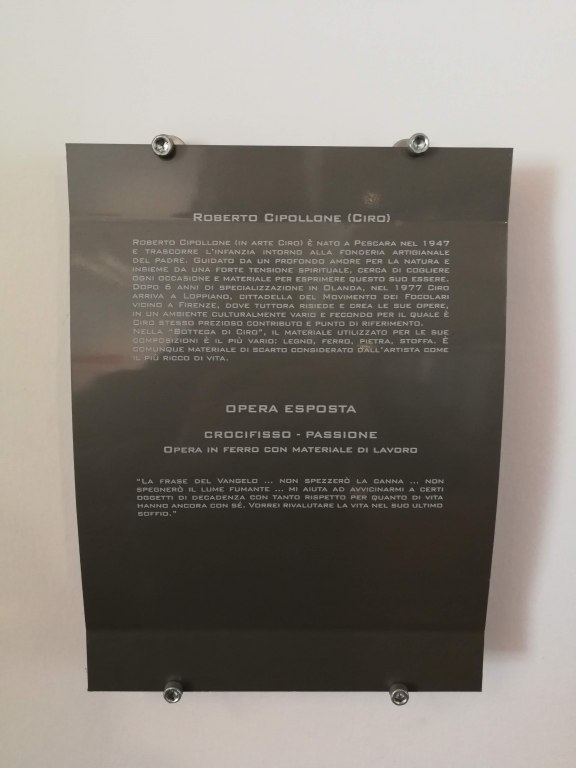 Roberto Cipollone (Ciro)
Roberto Cipollone (in arte Ciro) è nato a Pescara nel 1947
e trascorre l'infanzia intorno alla fonderia artigianale
del padre. Guidato da un profondo amore per la natura e
insieme da una forte tensione spirituale, cerca di cogliere
ogni occasione e materiale per esprimere questo suo essere.
Dopo 6 anni di specializzazione in Olanda, nel 1977 Ciro
arriva a Loppiano, cittadella del Movimento dei Focolari
vicino a Firenze, dove tuttora risiede e crea le sue opere,
in un ambiente culturalmente vario e fecondo per il quale è
Ciro stesso prezioso contributo e punto di riferimento.
Nella "Bottega di Ciro", il materiale utilizzato per le sue
composizioni è il più vario: legno, ferro, pietra, stoffa. È
comunque materiale di scarto considerato dall'artista come
il più ricco di vita.
OPERA ESPOSTA
CROCIFISSO - PASSIONE
Opera in ferro con materiale di lavoro
"La frase del Vangelo ... non spezzerò la canna ... non
spegnerò il lume fumante ... mi aiuta ad avvicinarmi a certi
oggetti di decadenza con tanto rispetto per quanto di vita
hanno ancora con sé. Vorrei rivalutare la vita nel suo ultimo
soffio."